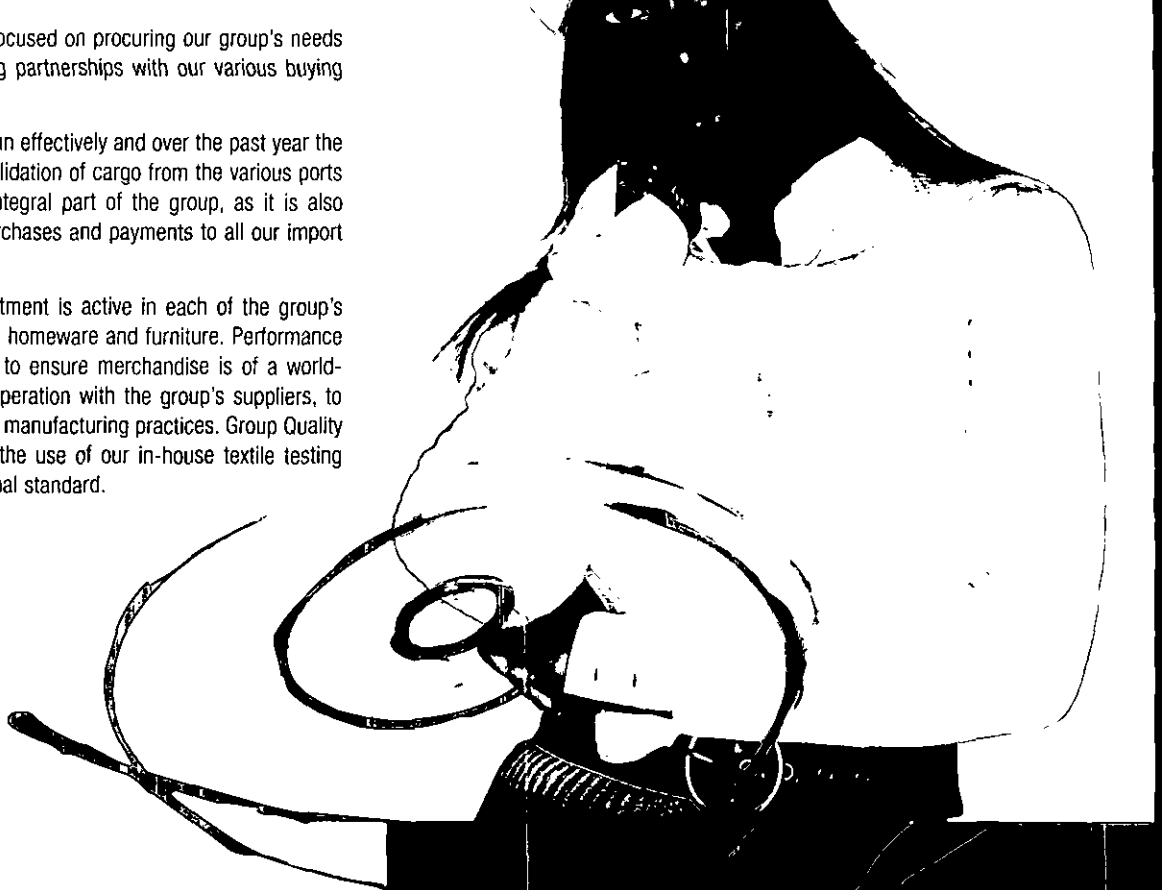 ocused on procuring our group's needs
g partnerships with our various buying
un effectively and over the past year the
lidation of cargo from the various ports
ntegral part of the group, as it is also
rchases and payments to all our import
tment is active in each of the group's
homeware and furniture. Performance
to ensure merchandise is of a world-
peration with the group's suppliers, to
manufacturing practices. Group Quality
the use of our in-house textile testing
bal standard.